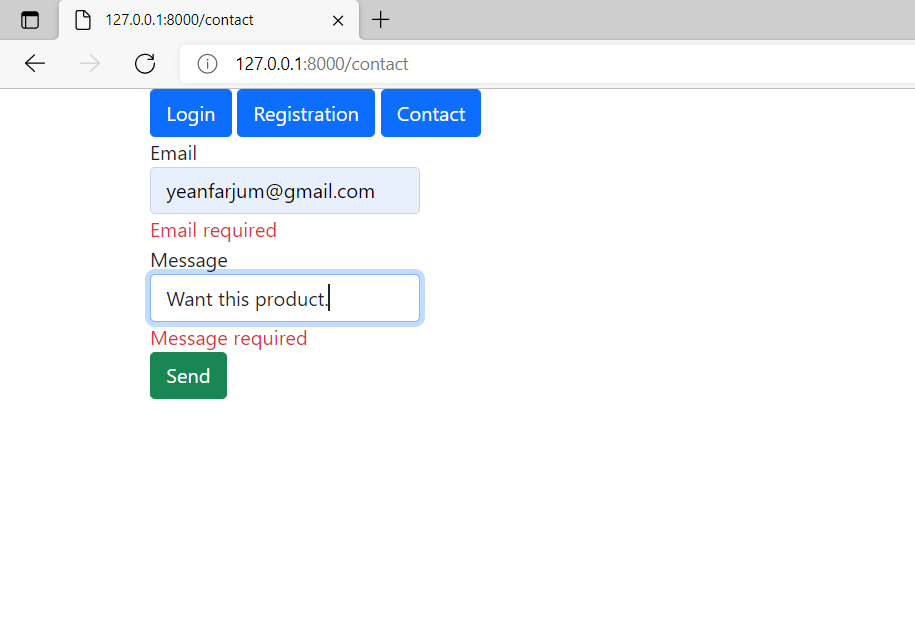 127.0.0.1:8000/contact
127.0.0.1:8000/contact
Login Registration Contact
Email
yeanfarjum@gmail.com
Email required
Message
Want this product.
Message required
Send